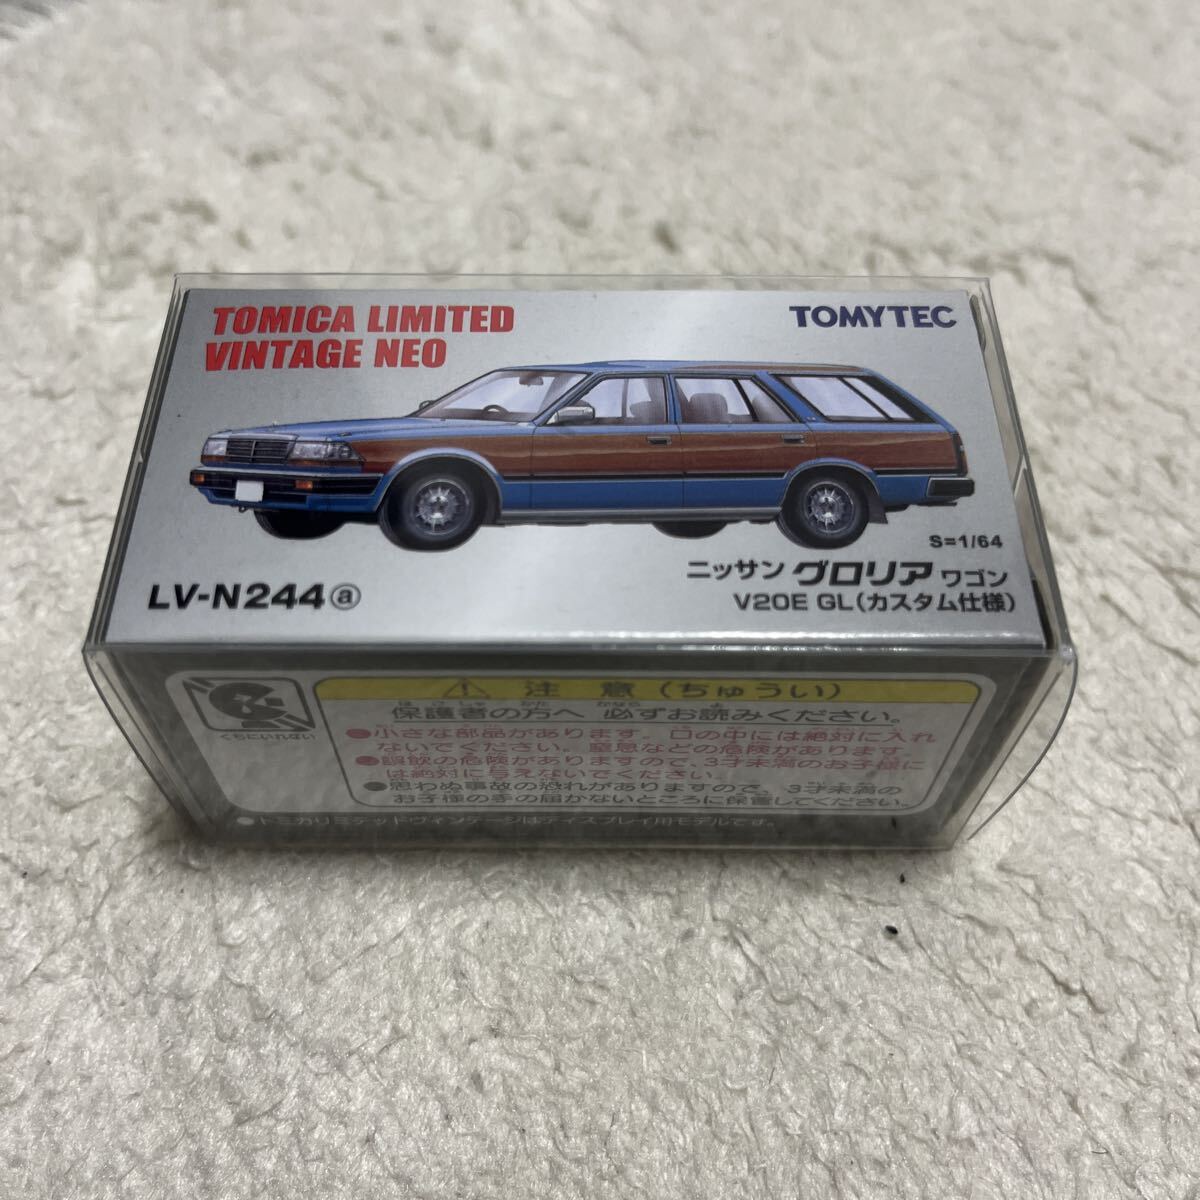 TOMICA LIMITED
VINTAGE NEO
TOMYTEC
S=1/64
LV-N244ⓐ
ニッサン グロリア ワゴン
V20E GL(カスタム仕様)
くちにいれない
注 意 (ちゅうい)
保護者の方へ 必ずお読みください。
●小さな部品があります。口の中には絶対に入れ
ないでください。窒息などの危険があります。
●誤飲の危険がありますので、3才未満のお子様に
は絶対に与えないでください。
●思わぬ事故の恐れがありますので、3才未満の
お子様の手の届かないところに保管してください。
●トミカリミテッドヴィンテージはディスプレイ用モデルです。